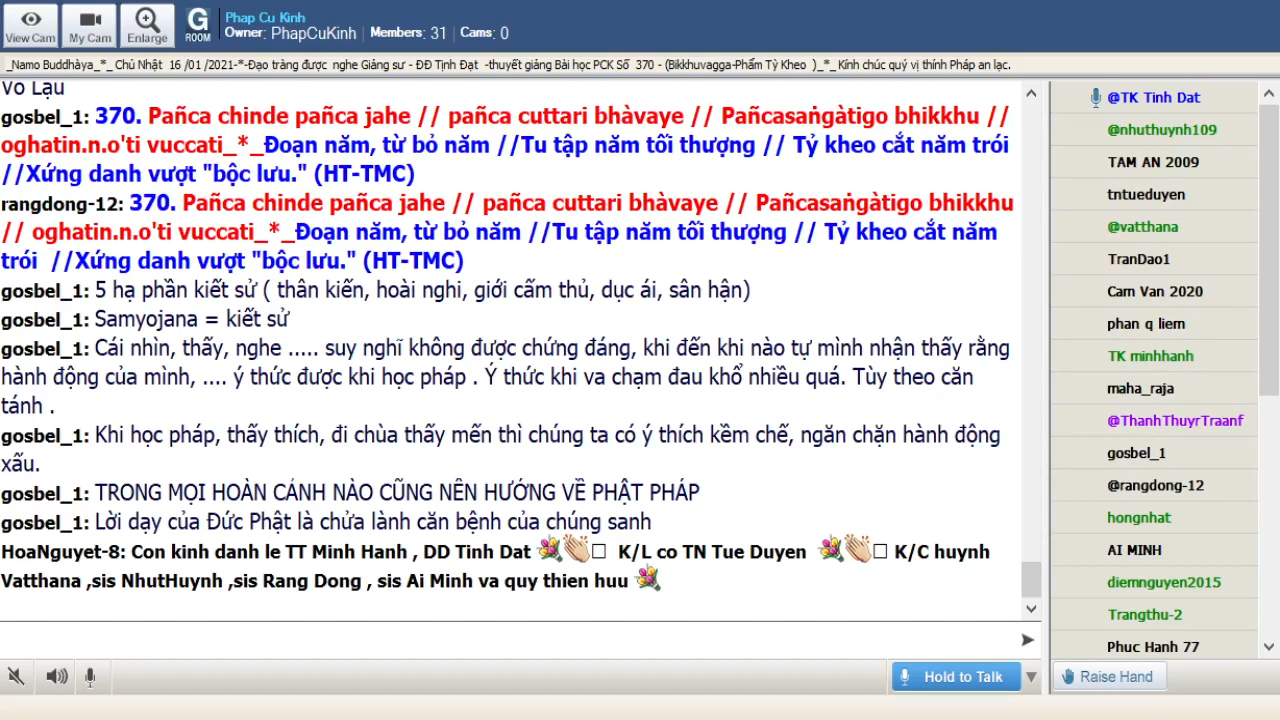 View Cam
My Cam
Enlarge
G
ROOM
Phap Cu Kinh
Owner: PhapCuKinh | Members: 31 | Cams: 0
_Namo Buddhàya_*_ Chủ Nhật 16 /01 /2021-*-Đạo tràng được nghe Giảng sư - ĐĐ Tịnh Đạt -thuyết giảng Bài học PCK Số 370 - (Bikkhuvagga-Phẩm Tỳ Kheo )_*_Kính chúc quý vị thính Pháp an lạc.
Vô Lậu
gosbel_1: 370. Pañca chinde pañca jahe // pañca cuttari bhàvaye // Pañcasaṅgàtigo bhikkhu //
oghatin.n.o'ti vuccati_*_Đoạn năm, từ bỏ năm //Tu tập năm tối thượng // Tỷ kheo cắt năm trói
//Xứng danh vượt "bộc lưu." (HT-TMC)
rangdong-12: 370. Pañca chinde pañca jahe // pañca cuttari bhàvaye // Pañcasaṅgàtigo bhikkhu
// oghatin.n.o'ti vuccati_*_Đoạn năm, từ bỏ năm //Tu tập năm tối thượng // Tỷ kheo cắt năm
trói //Xứng danh vượt "bộc lưu." (HT-TMC)
gosbel_1: 5 hạ phần kiết sử ( thân kiến, hoài nghi, giới cấm thủ, dục ái, sân hận)
gosbel_1: Samyojana = kiết sử
gosbel_1: Cái nhìn, thấy, nghe ..... suy nghĩ không được chứng đáng, khi đến khi nào tự mình nhận thấy rằng
hành động của mình, .... ý thức được khi học pháp . Ý thức khi va chạm đau khổ nhiều quá. Tùy theo căn
tánh .
gosbel_1: Khi học pháp, thấy thích, đi chùa thấy mến thì chúng ta có ý thích kềm chế, ngăn chặn hành động
xấu.
gosbel_1: TRONG MỌI HOÀN CẢNH NÀO CŨNG NÊN HƯỚNG VỀ PHẬT PHÁP
gosbel_1: Lời dạy của Đức Phật là chửa lành căn bệnh của chúng sanh
HoaNguyet-8: Con kinh danh le TT Minh Hanh , DD Tinh Dat K/L co TN Tue Duyen K/C huynh
Vatthana ,sis NhutHuynh ,sis Rang Dong , sis Ai Minh va quy thien huu
Hold to Talk
@TK Tinh Dat
@nhuthuynh109
TAM AN 2009
tntueduyen
@vatthana
TranDao1
Cam Van 2020
phan q liem
TK minhhanh
maha_raja
@ThanhThuyrTraanf
gosbel_1
@rangdong-12
hongnhat
AI MINH
diemnguyen2015
Trangthu-2
Phuc Hanh 77
Raise Hand